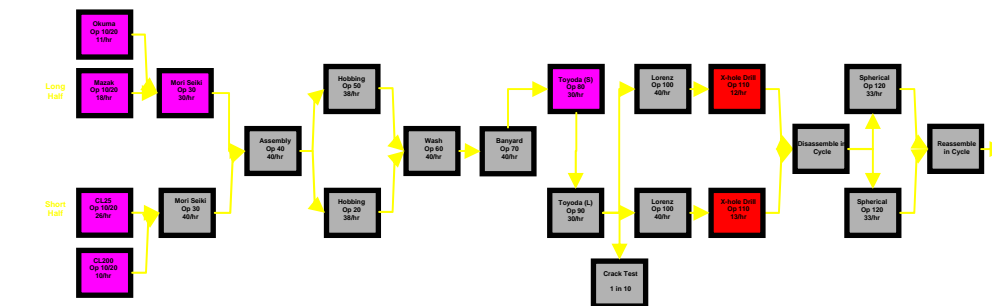 Okuma
Op 10/20
11/hr
Long
Half
Mazak
Op 10/20
18/hr
Mori Seiki
Op 30
30/hr
Short
Half
CL25
Op 10/20
25/hr
Mori Seiki
Op 30
40/hr
CL200
Op 10/20
10/hr
Assembly
Op 40
40/hr
Hobbing
Op 50
38/hr
Hobbing
Op 20
38/hr
Wash
Op 60
40/hr
Banyard
Op 70
40/hr
Toyoda (S)
Op 80
30/hr
Toyoda (L)
Op 90
30/hr
Crack Test
1 in 10
Lorenz
Op 100
40/hr
Lorenz
Op 100
40/hr
X-hole Drill
Op 110
12/hr
X-hole Drill
Op 110
13/hr
Disassemble in
Cycle
Spherical
Op 120
33/hr
Spherical
Op 120
33/hr
Reassemble
in Cycle